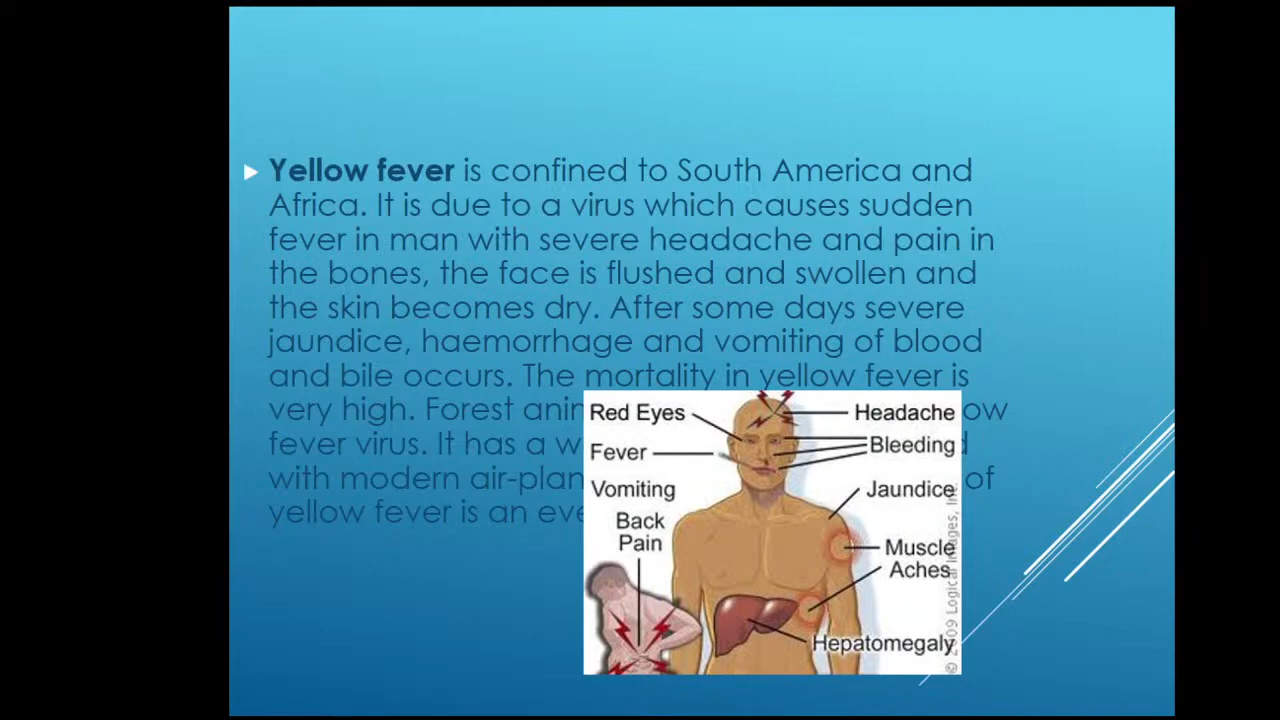 Yellow fever is confined to South America and
Africa. It is due to a virus which causes sudden
fever in man with severe headache and pain in
the bones, the face is flushed and swollen and
the skin becomes dry. After some days severe
jaundice, haemorrhage and vomiting of blood
and bile occurs. The mortality in yellow fever is
very high. Forest
fever virus. It has a
with modern of
yellow fever is an
Red Eyes
Headache
Fever
Bleeding
Vomiting
Jaundice
Back
Pain
Muscle
Aches
Hepatomegaly
Logical Images, Inc.